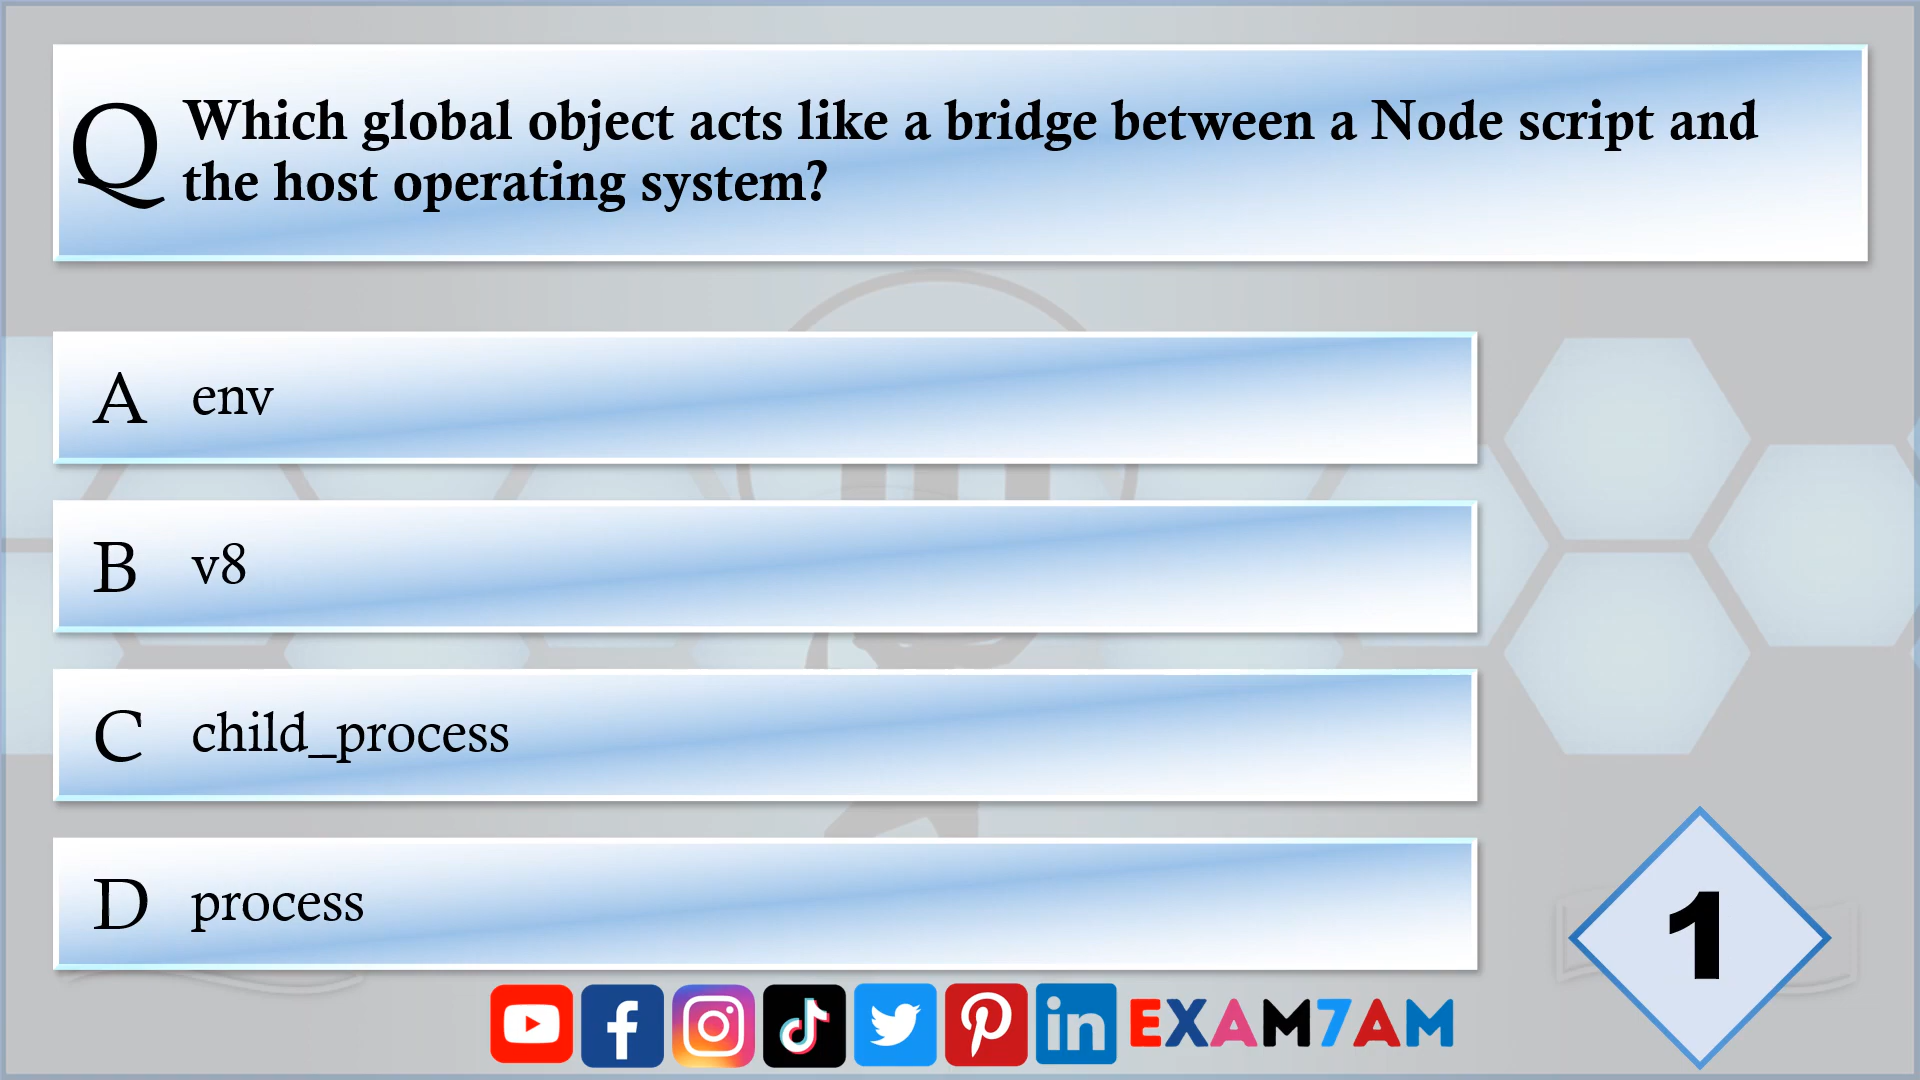 Q Which global object acts like a bridge between a Node script and
the host operating system?
A env
B v8
C child_process
D process
1
EXAM7AM